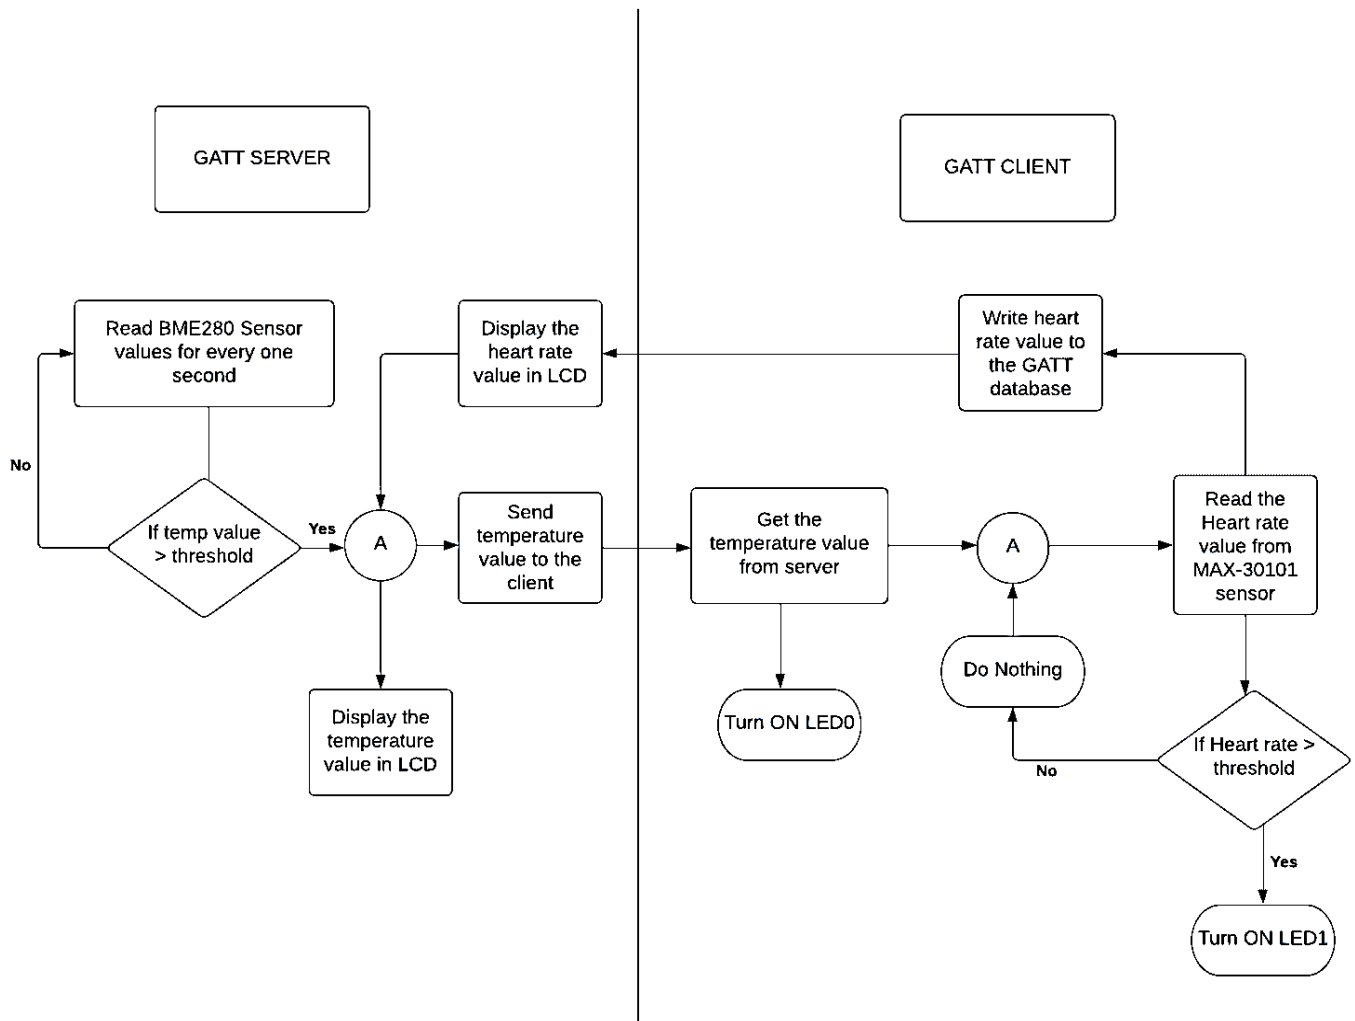 GATT SERVER
GATT CLIENT
Read BME280 Sensor
values for every one
second
Display the
heart rate
value in LCD
Write heart
rate value to
the GATT
database
No
If temp value
> threshold
Yes
A
Send
temperature
value to the
client
Get the
temperature value
from server
A
Read the
Heart rate
value from
MAX-30101
sensor
Do Nothing
Display the
temperature
value in LCD
Turn ON LED0
If Heart rate >
threshold
No
Yes
Turn ON LED1